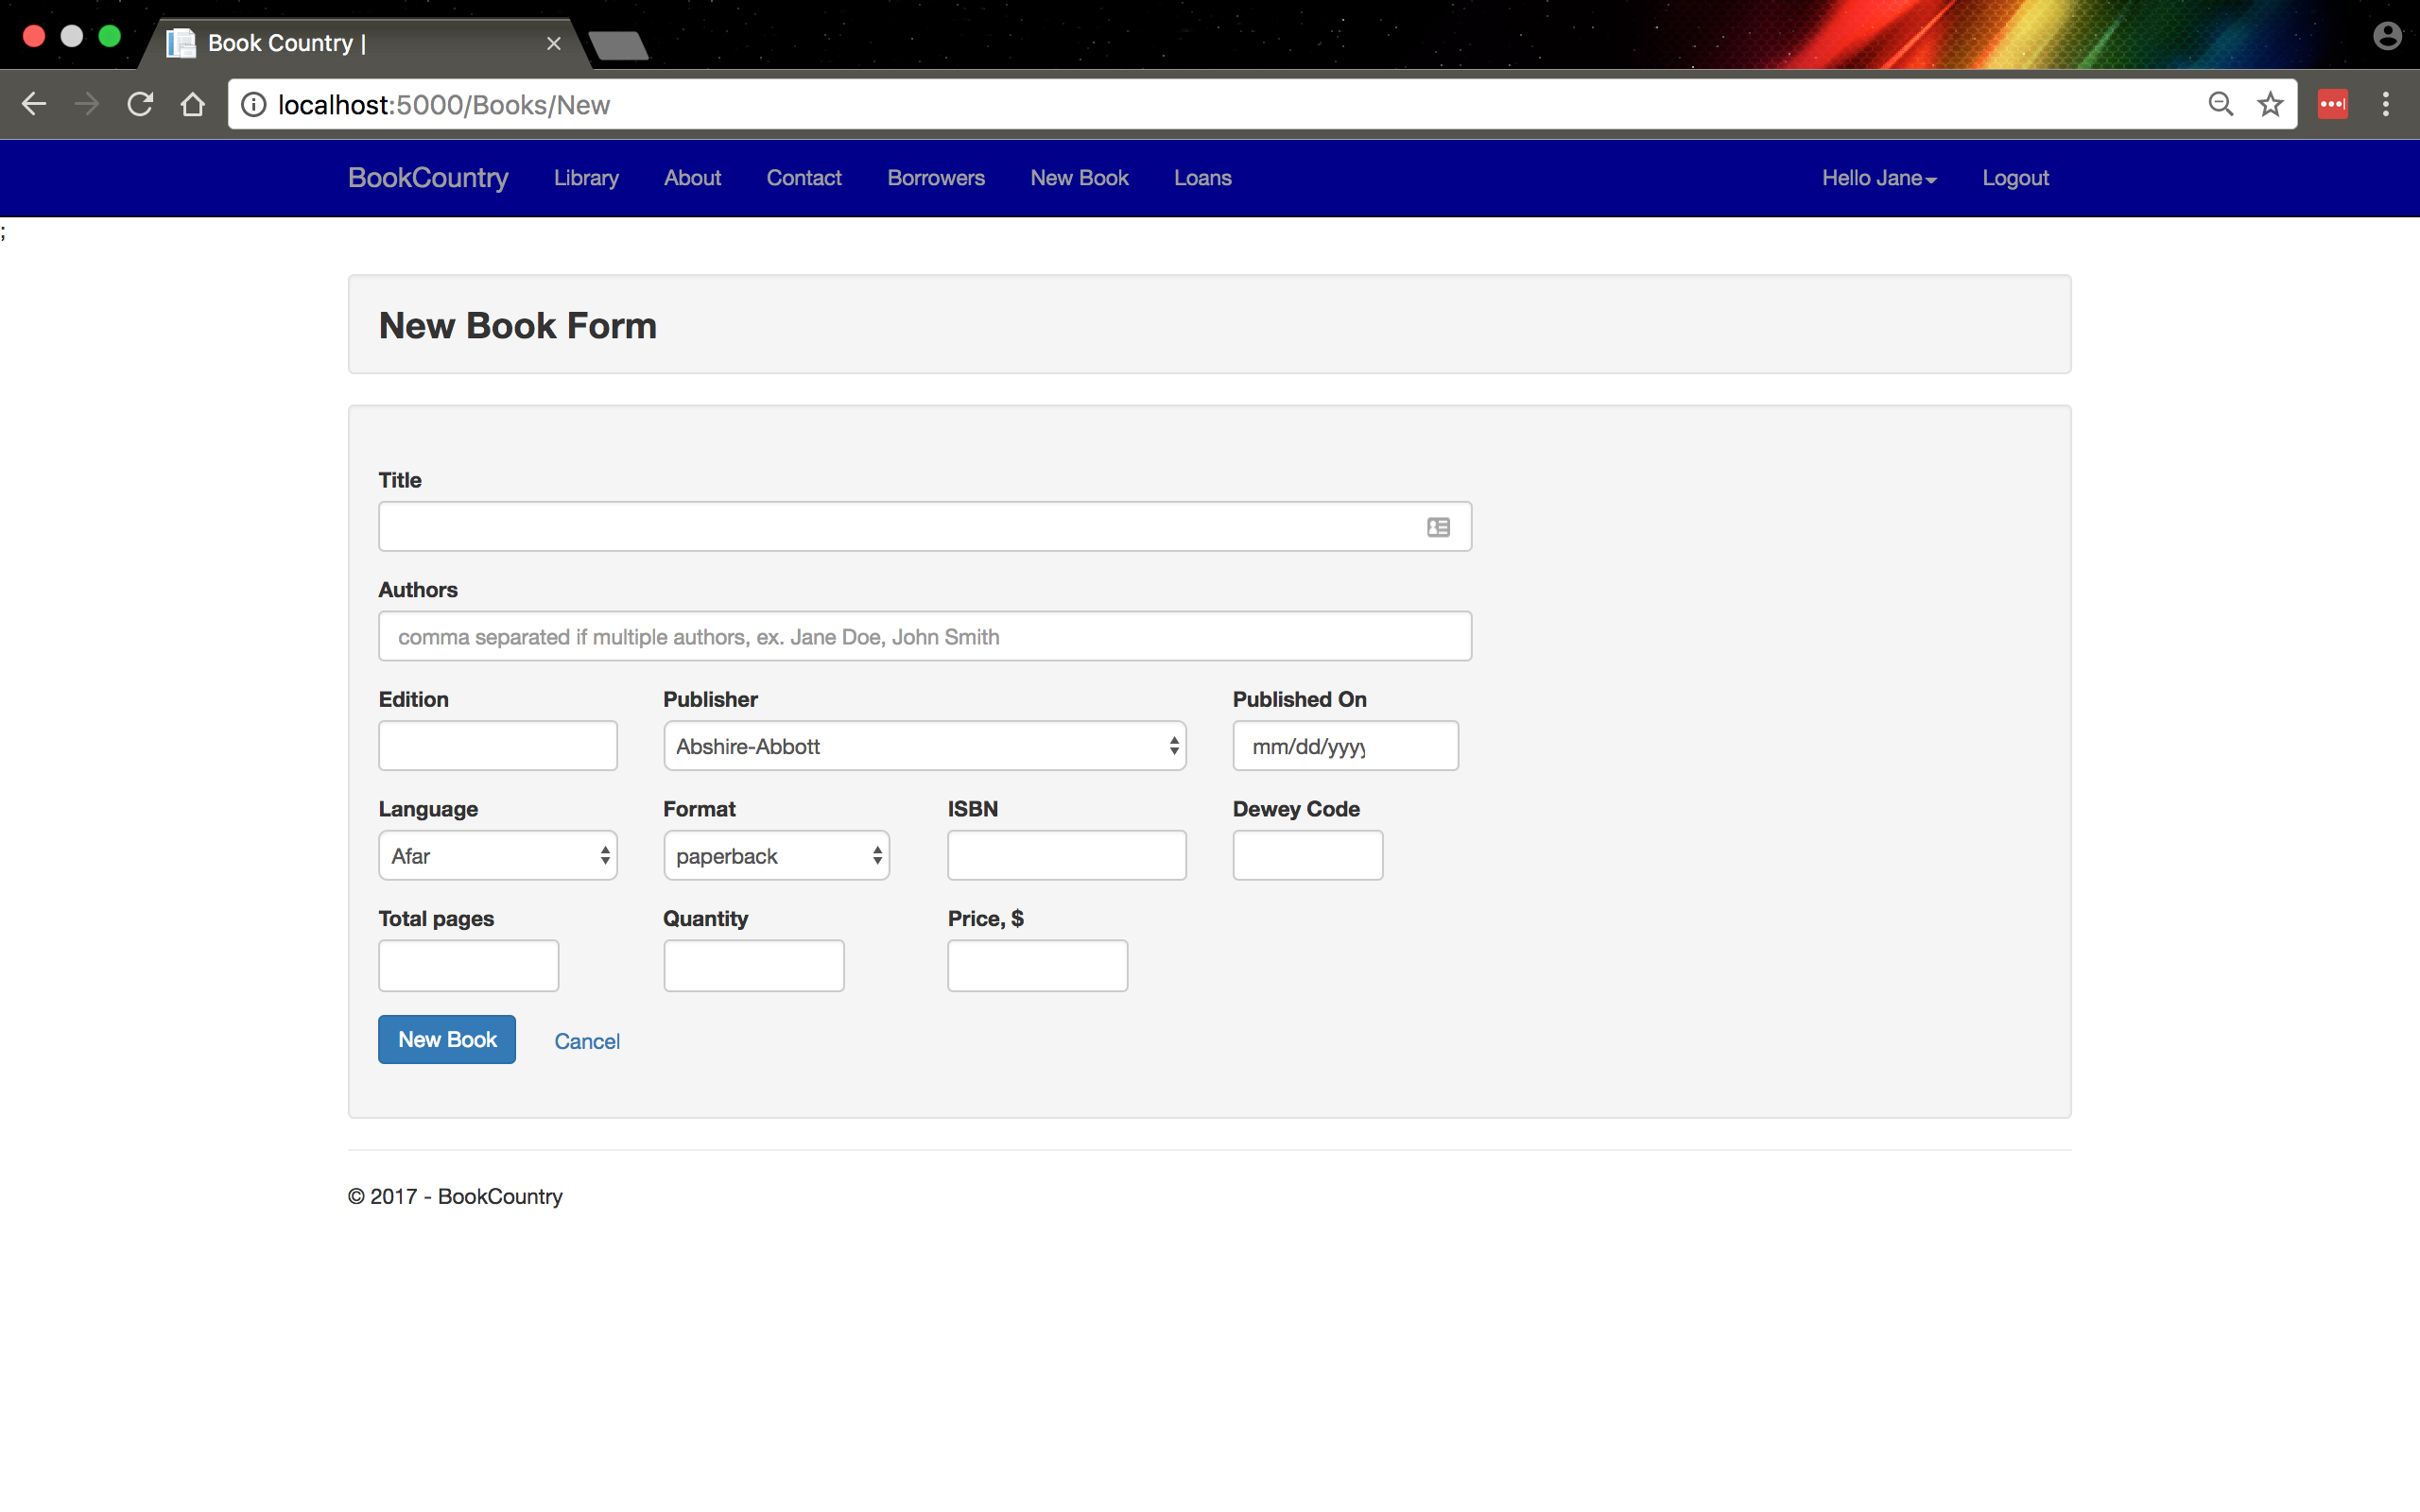 Book Country |
localhost:5000/Books/New
BookCountry Library About Contact Borrowers New Book Loans Hello Jane Logout
;
New Book Form
Title
Authors
comma separated if multiple authors, ex. Jane Doe, John Smith
Edition Publisher Published On
Abshire-Abbott mm/dd/yyyy
Language Format ISBN Dewey Code
Afar paperback
Total pages Quantity Price, $
New Book Cancel
© 2017 - BookCountry